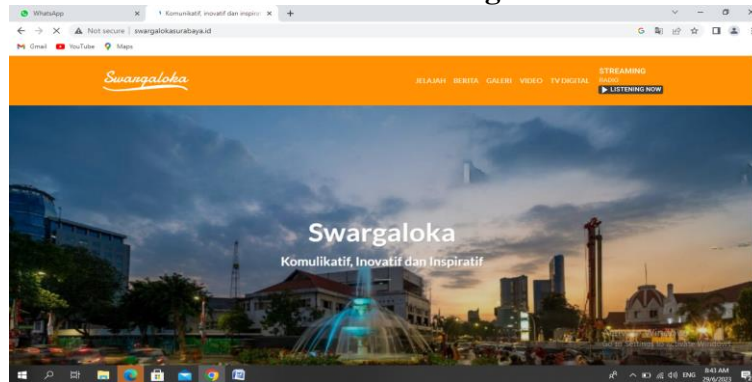 WhatsApp
Komunikatif, inovatif dan inspira
Not secure | swargalokasurabaya.id
Gmail YouTube Maps
Swargaloka
JELAJAH BERITA GALERI VIDEO TV DIGITAL
STREAMING
RADIO
LISTENING NOW
Swargaloka
Komulikatif, Inovatif dan Inspiratif
ENG
8:43 AM
29/6/2023